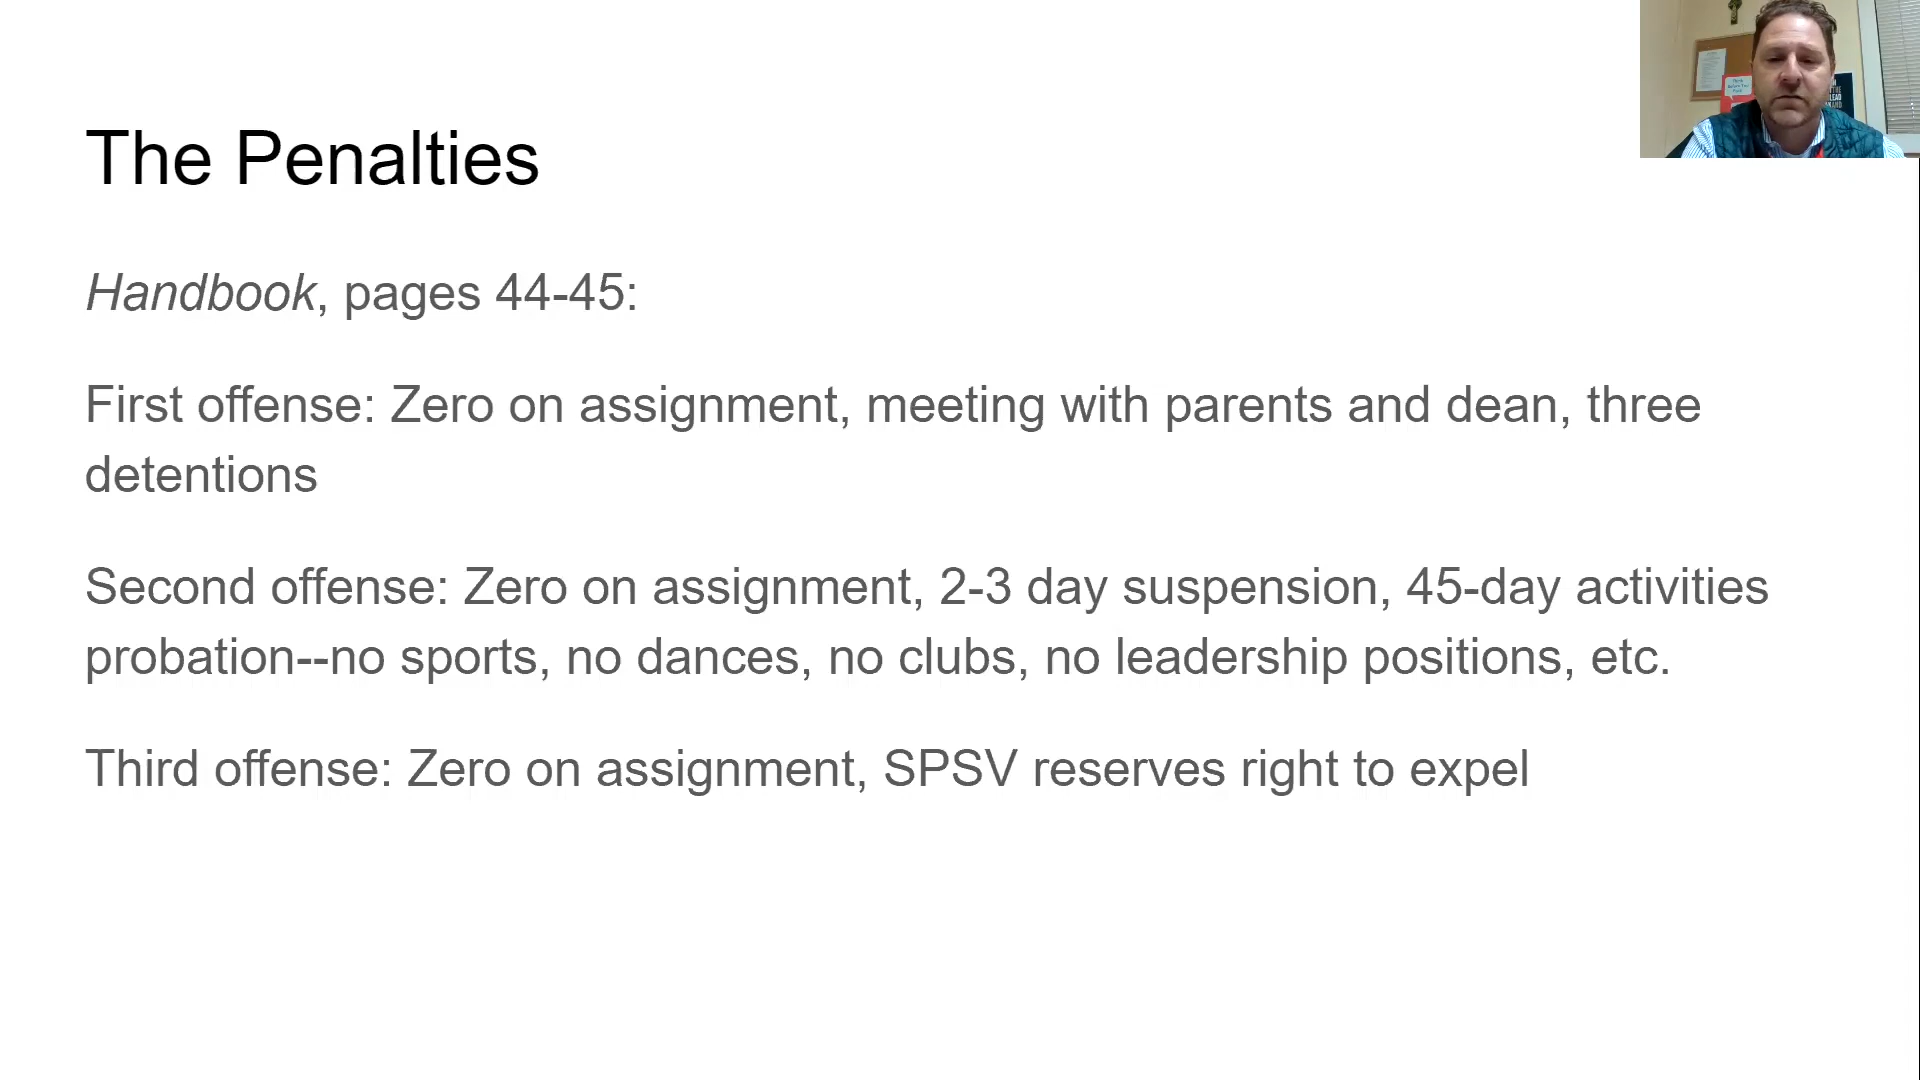 The Penalties
Handbook, pages 44-45:
First offense: Zero on assignment, meeting with parents and dean, three
detentions
Second offense: Zero on assignment, 2-3 day suspension, 45-day activities
probation--no sports, no dances, no clubs, no leadership positions, etc.
Third offense: Zero on assignment, SPSV reserves right to expel